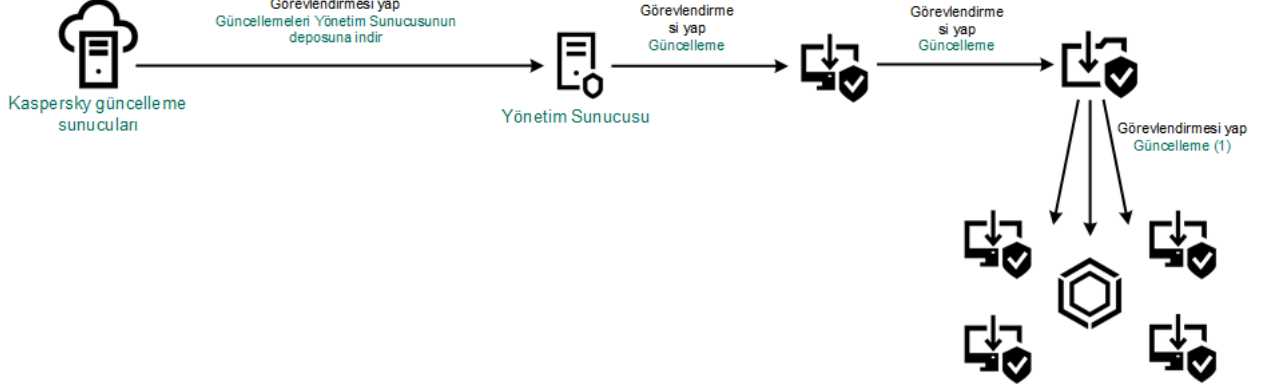 Görevlendirmesi yap
Güncellemeleri Yönetim Sunucusunun
deposuna indir
Görevlendirme
si yap
Güncelleme
Görevlendirme
si yap
Güncelleme
Kaspersky güncelleme
sunucuları
Yönetim Sunucusu
Görevlendirmesi yap
Güncelleme (1)